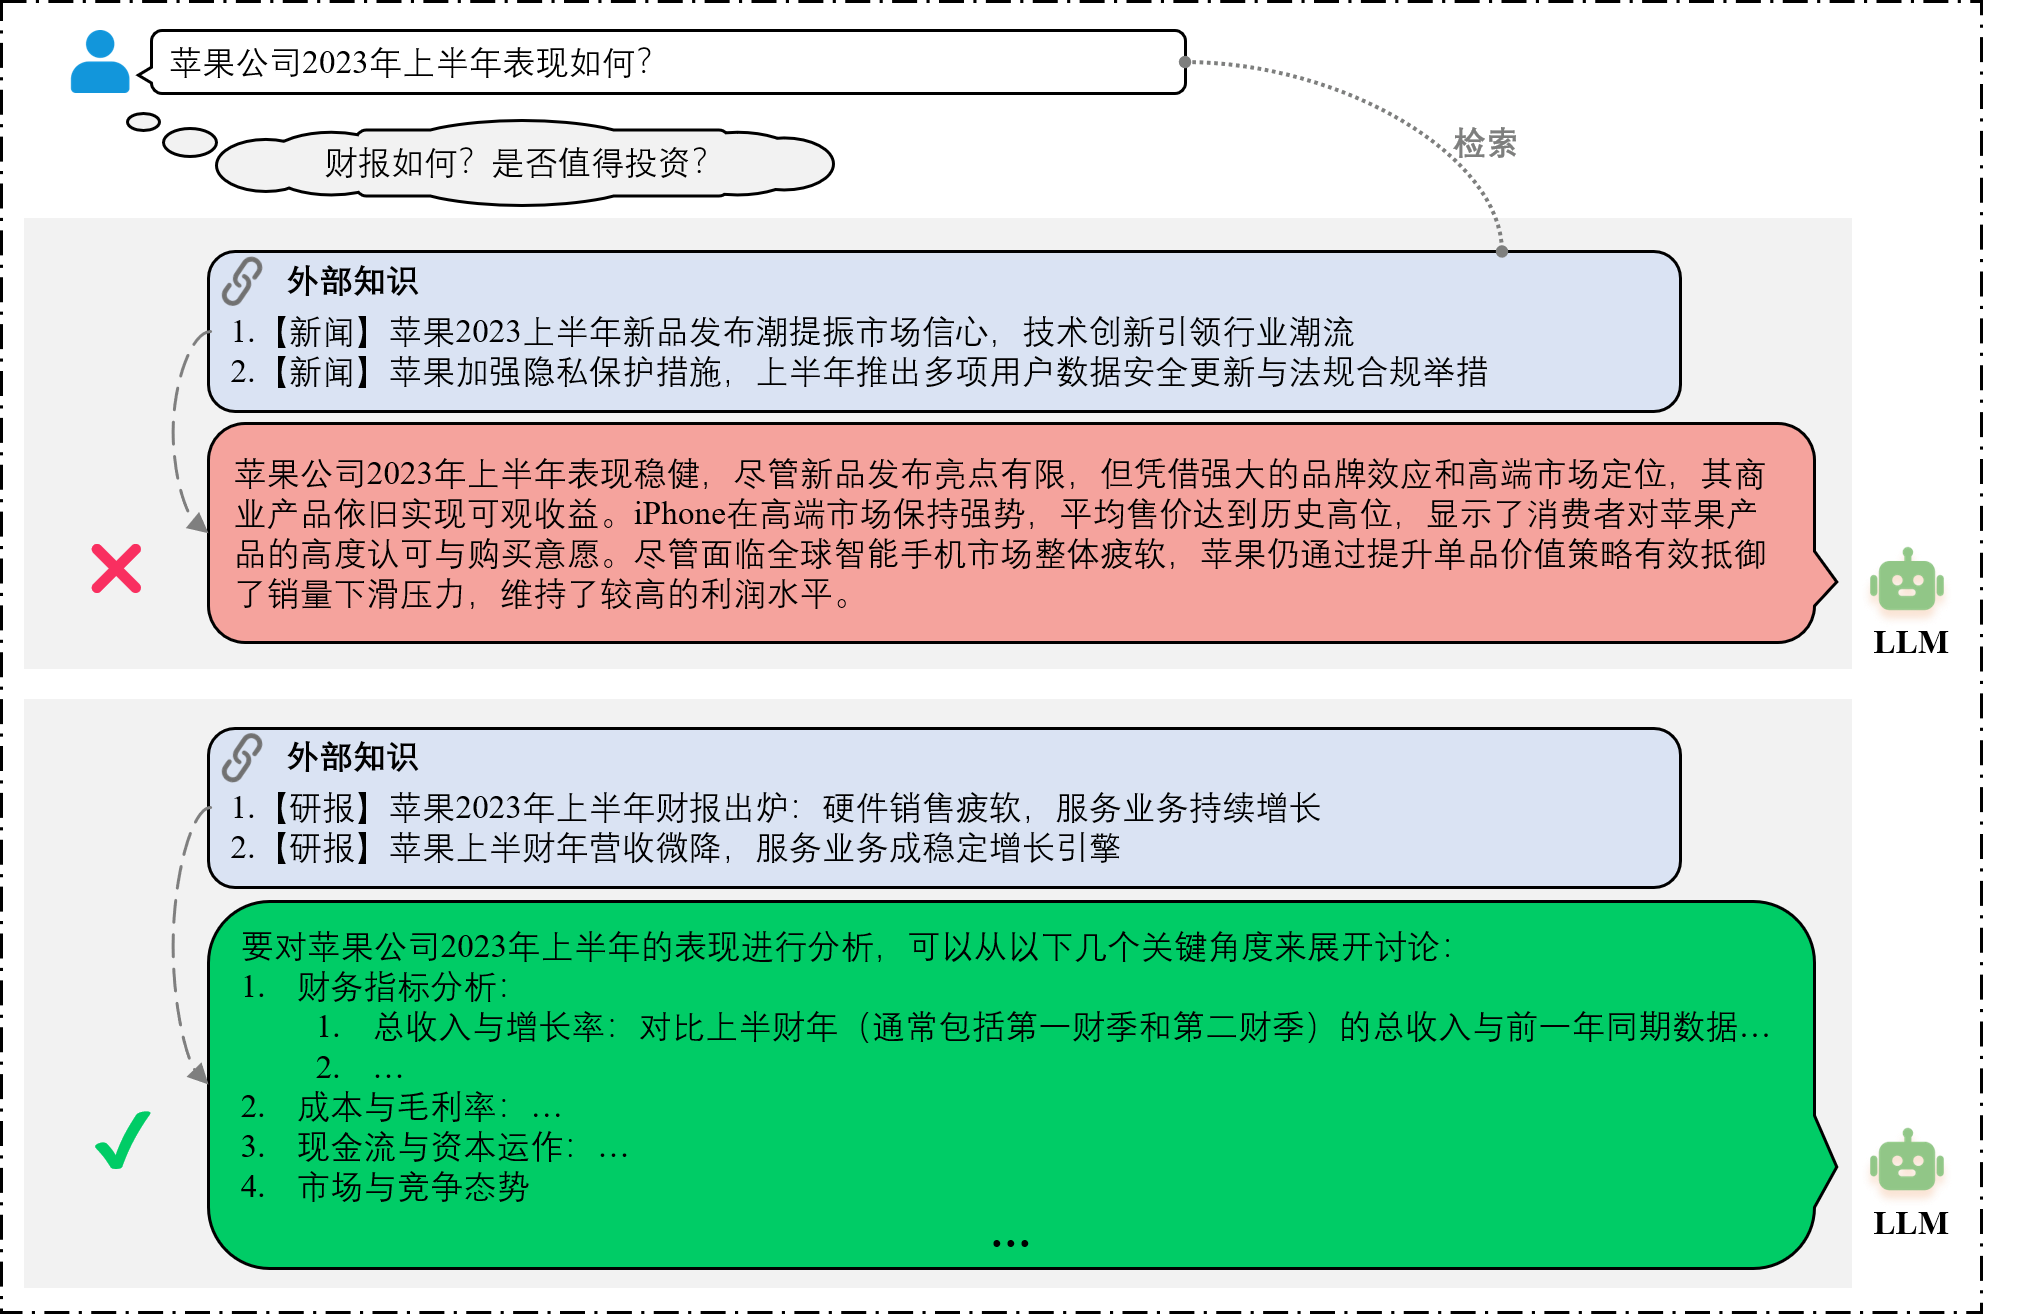 苹果公司2023年上半年表现如何？
财报如何？是否值得投资？
检索
外部知识
1.【新闻】苹果2023上半年新品发布潮提振市场信心，技术创新引领行业潮流
2.【新闻】苹果加强隐私保护措施，上半年推出多项用户数据安全更新与法规合规举措
苹果公司2023年上半年表现稳健，尽管新品发布亮点有限，但凭借强大的品牌效应和高端市场定位，其商
业产品依旧实现可观收益。iPhone在高端市场保持强势，平均售价达到历史高位，显示了消费者对苹果产
品的高度认可与购买意愿。尽管面临全球智能手机市场整体疲软，苹果仍通过提升单品价值策略有效抵御
了销量下滑压力，维持了较高的利润水平。
LLM
外部知识
1.【研报】苹果2023年上半年财报出炉：硬件销售疲软，服务业务持续增长
2.【研报】苹果上半财年营收微降，服务业务成稳定增长引擎
要对苹果公司2023年上半年的表现进行分析，可以从以下几个关键角度来展开讨论：
1. 财务指标分析：
1. 总收入与增长率：对比上半财年（通常包括第一财季和第二财季）的总收入与前一年同期数据…
2. …
2. 成本与毛利率：…
3. 现金流与资本运作：…
4. 市场与竞争态势
…
LLM